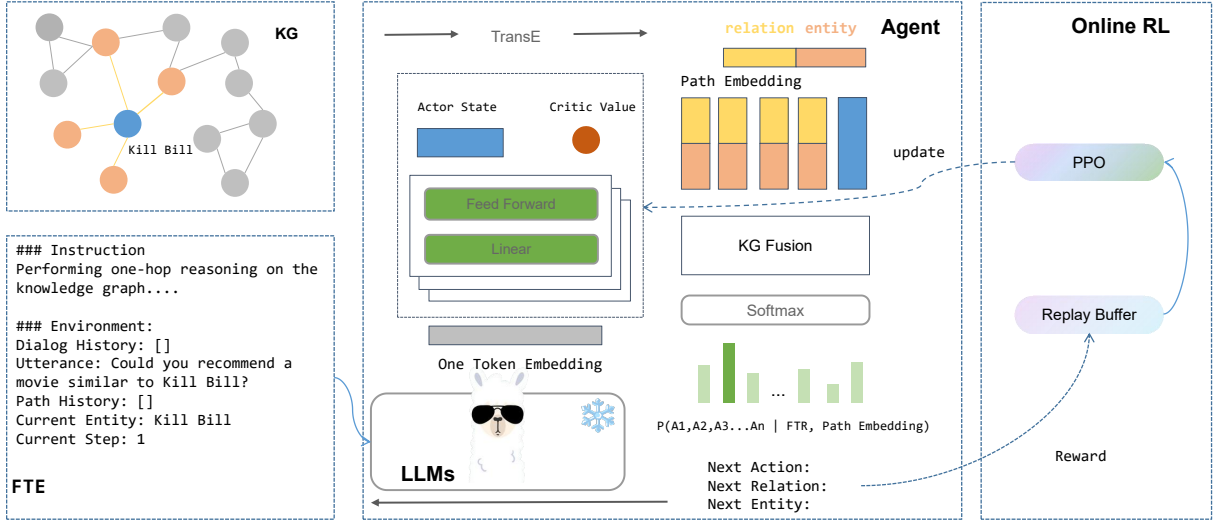 KG
Kill Bill
### Instruction
Performing one-hop reasoning on the
knowledge graph....
### Environment:
Dialog History: []
Utterance: Could you recommend a
movie similar to Kill Bill?
Path History: []
Current Entity: Kill Bill
Current Step: 1
FTE
TransE
relation entity
Agent
Path Embedding
Actor State
Critic Value
Feed Forward
Linear
One Token Embedding
LLMs
KG Fusion
Softmax
...
P(A1,A2,A3...An | FTR, Path Embedding)
Next Action:
Next Relation:
Next Entity:
Online RL
update
PPO
Replay Buffer
Reward